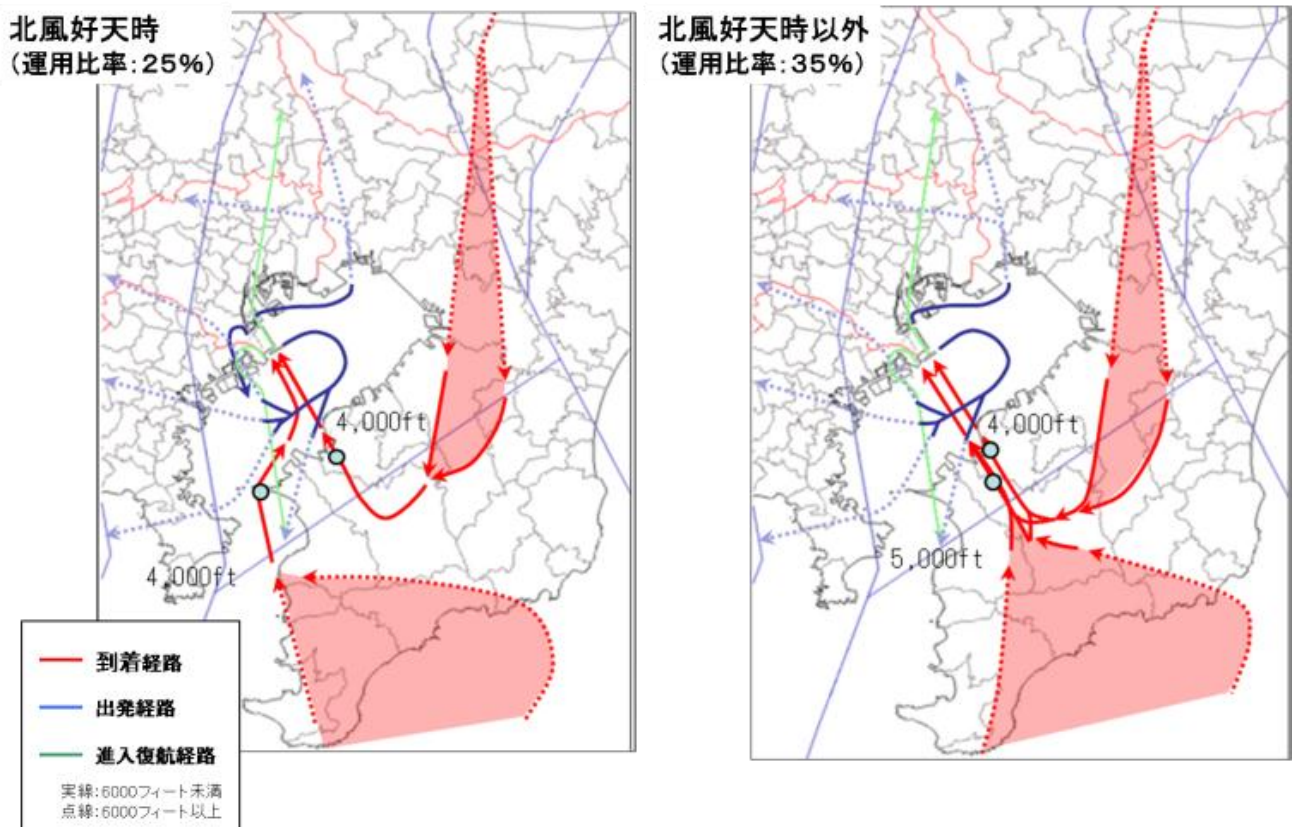 北風好天時
(運用比率:25%)
4,000ft
4,000ft
到着経路
出発経路
進入復航経路
実線:6000フィート未満
点線:6000フィート以上
北風好天時以外
(運用比率:35%)
4,000ft
5,000ft